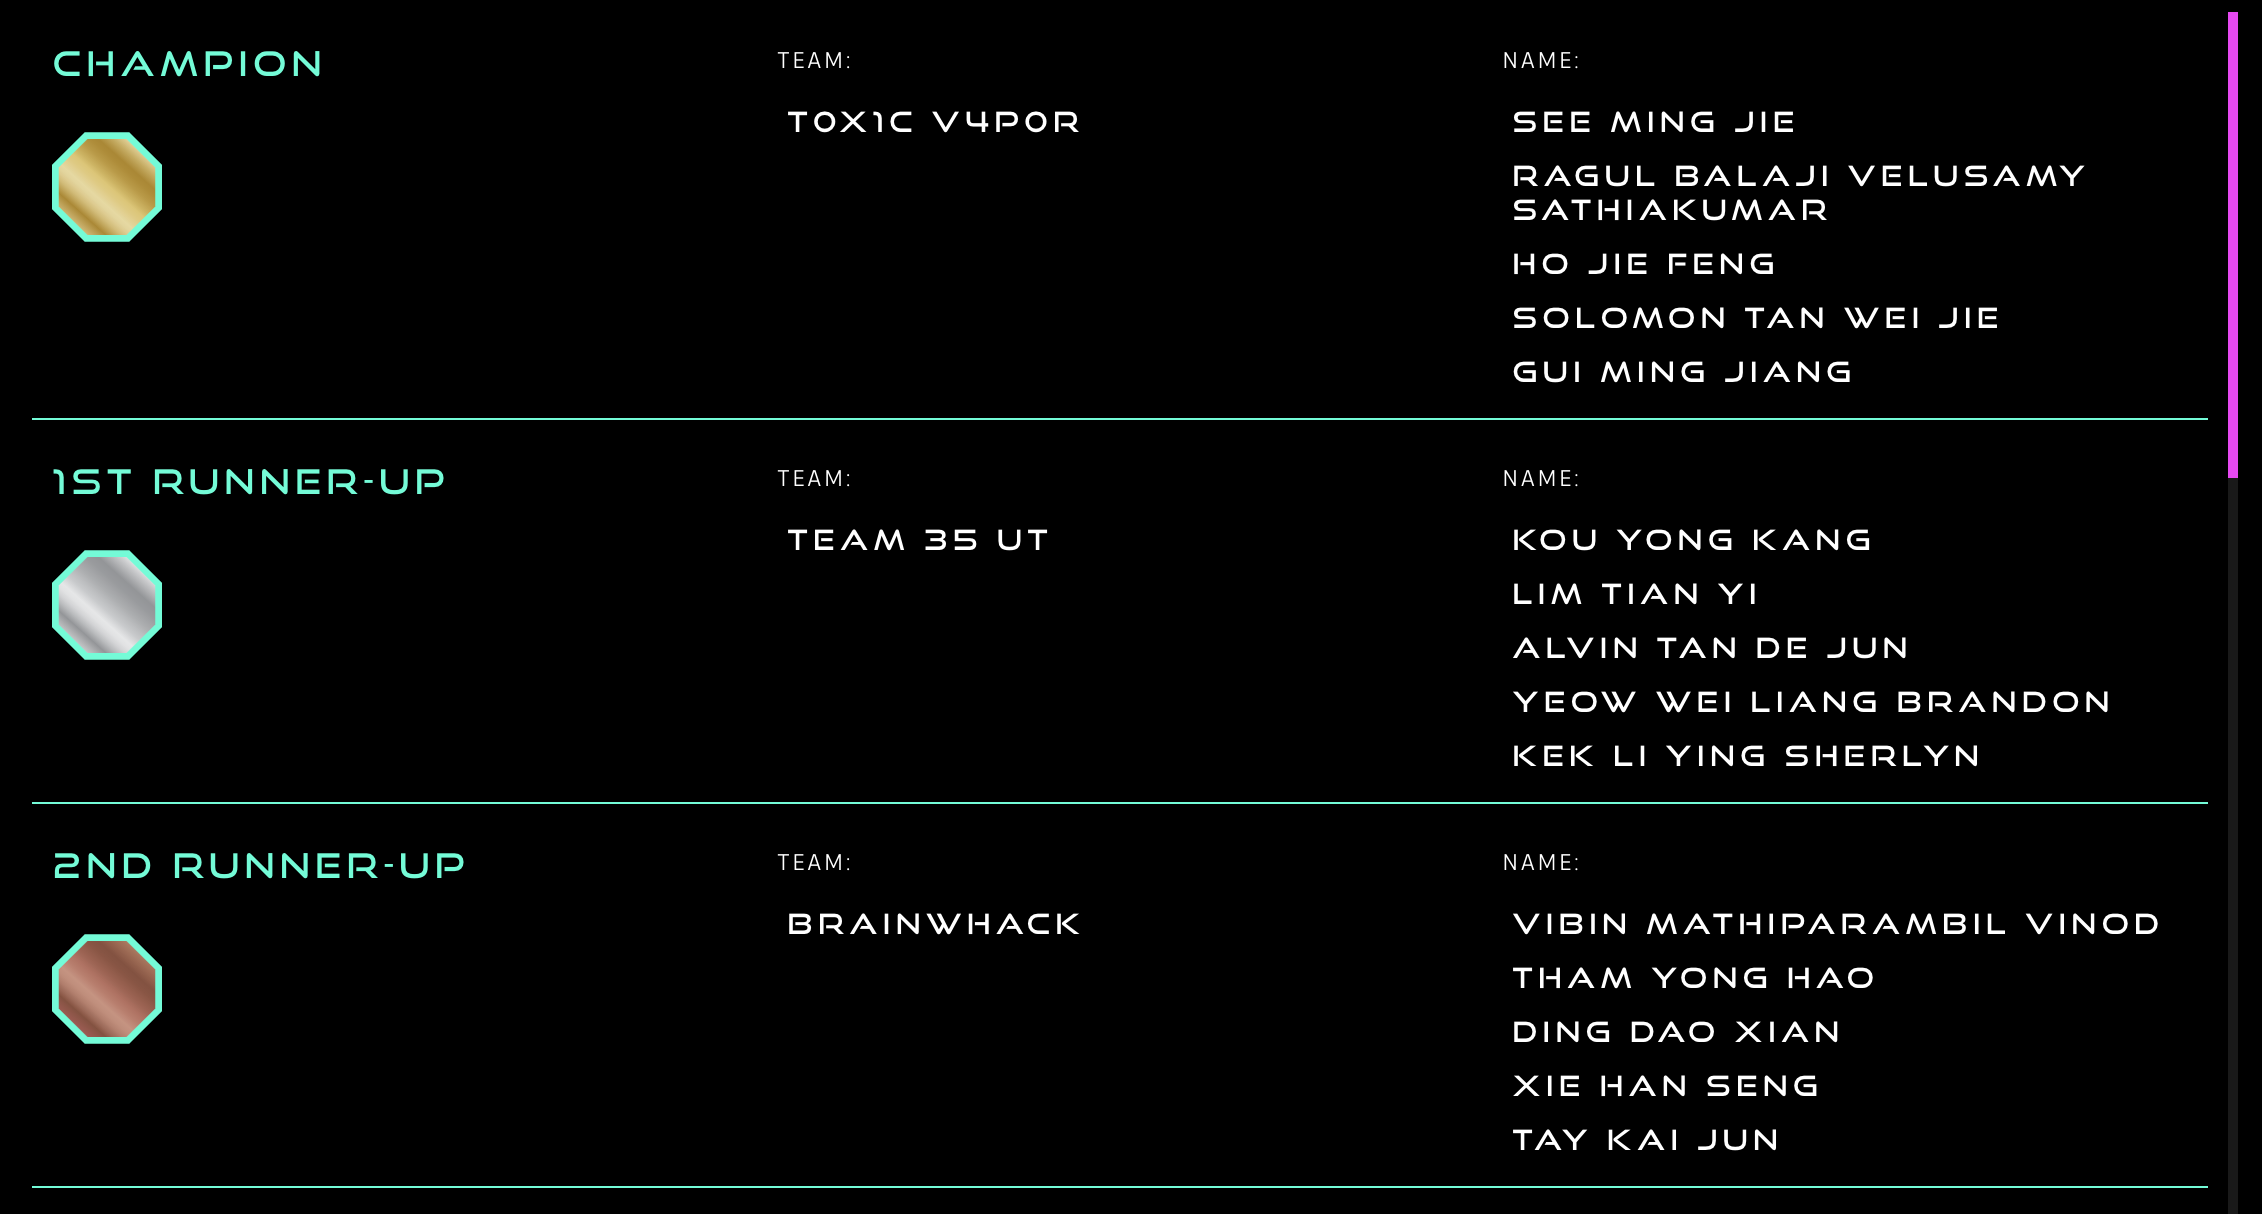 CHAMPION
TEAM:
T0X1C V4P0R
NAME:
SEE MING JIE
RAGUL BALAJI VELUSAMY
SATHIAKUMAR
HO JIE FENG
SOLOMON TAN WEI JIE
GUI MING JIANG
1ST RUNNER-UP
TEAM:
TEAM 35 UT
NAME:
KOU YONG KANG
LIM TIAN YI
ALVIN TAN DE JUN
YEOW WEI LIANG BRANDON
KEK LI YING SHERLYN
2ND RUNNER-UP
TEAM:
BRAINWHACK
NAME:
VIBIN MATHIPARAMBIL VINOD
THAM YONG HAO
DING DAO XIAN
XIE HAN SENG
TAY KAI JUN